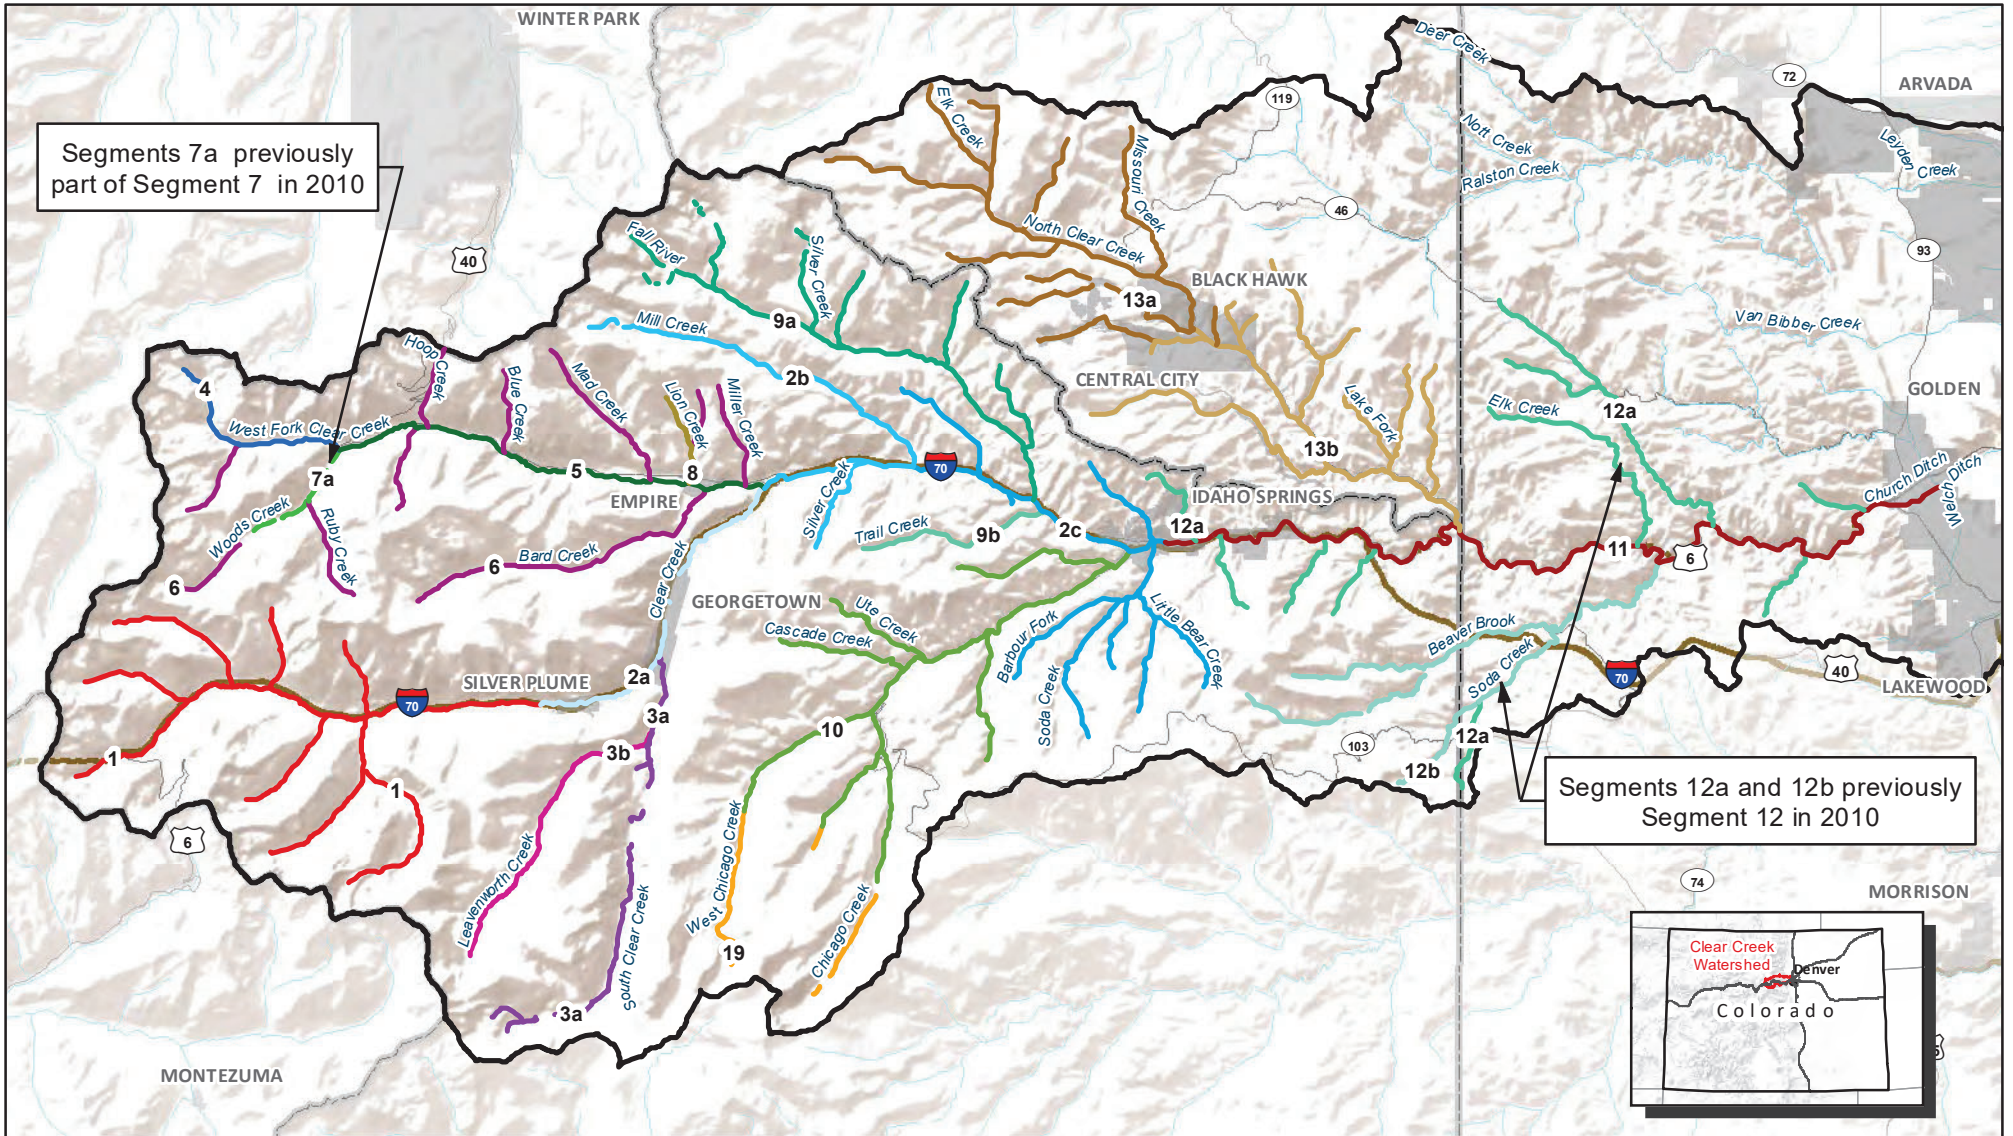 WINTER PARK
Deer Creek
72
ARVADA
119
Elk Creek
Nott Creek
Leyden Creek
Missouri Creek
Segments 7a previously
part of Segment 7 in 2010
Ralston Creek
46
North Clear Creek
Fall River
Silver Creek
93
40
BLACK HAWK
13a
9a
Mill Creek
Van Bibber Creek
Hoop Creek
4
Blue Creek
Mad Creek
2b
CENTRAL CITY
Lion Creek
Miller Creek
Lake Fork
GOLDEN
Elk Creek
12a
West Fork Clear Creek
13b
7a
5
8
70
Silver Creek
EMPIRE
IDAHO SPRINGS
Church Ditch
Welch Ditch
Woods Creek
Ruby Creek
Trail Creek
9b
2c
12a
11
6
6
Bard Creek
6
Clear Creek
GEORGETOWN
Ute Creek
Cascade Creek
Barbour Fork
Little Bear Creek
Beaver Brook
Soda Creek
Soda Creek
70
40
LAKEWOOD
SILVER PLUME
2a
70
3a
10
12a
103
3b
1
12b
1
Segments 12a and 12b previously
Segment 12 in 2010
6
Leavenworth Creek
West Chicago Creek
74
MORRISON
South Clear Creek
Chicago Creek
19
3a
Clear Creek
Watershed
Denver
Colorado
MONTEZUMA